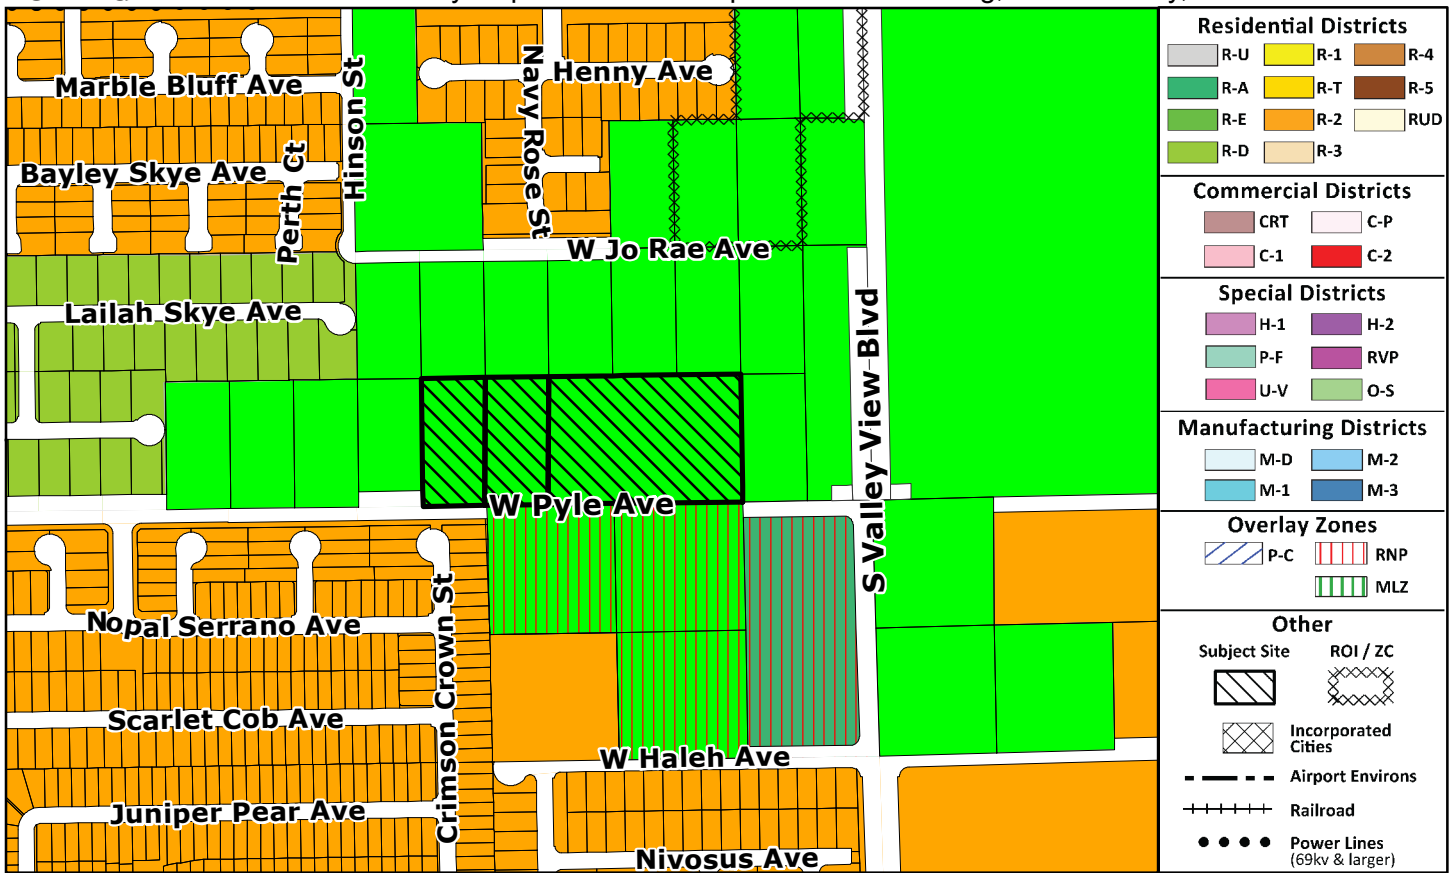 Marble Bluff Ave
Hinson St
Navy Rose St
Henny Ave
Bayley Skye Ave
Perth Ct
W Jo Rae Ave
Lailah Skye Ave
S Valley View Blvd
W Pyle Ave
Nopal Serrano Ave
Crimson Crown St
Scarlet Cob Ave
W Haleh Ave
Juniper Pear Ave
Nivosus Ave
Residential Districts
R-U R-1 R-4
R-A R-T R-5
R-E R-2 RUD
R-D R-3
Commercial Districts
CRT C-P
C-1 C-2
Special Districts
H-1 H-2
P-F RVP
U-V O-S
Manufacturing Districts
M-D M-2
M-1 M-3
Overlay Zones
P-C RNP
MLZ
Other
Subject Site ROI / ZC
Incorporated
Cities
Airport Environs
Railroad
Power Lines
(69kv & larger)